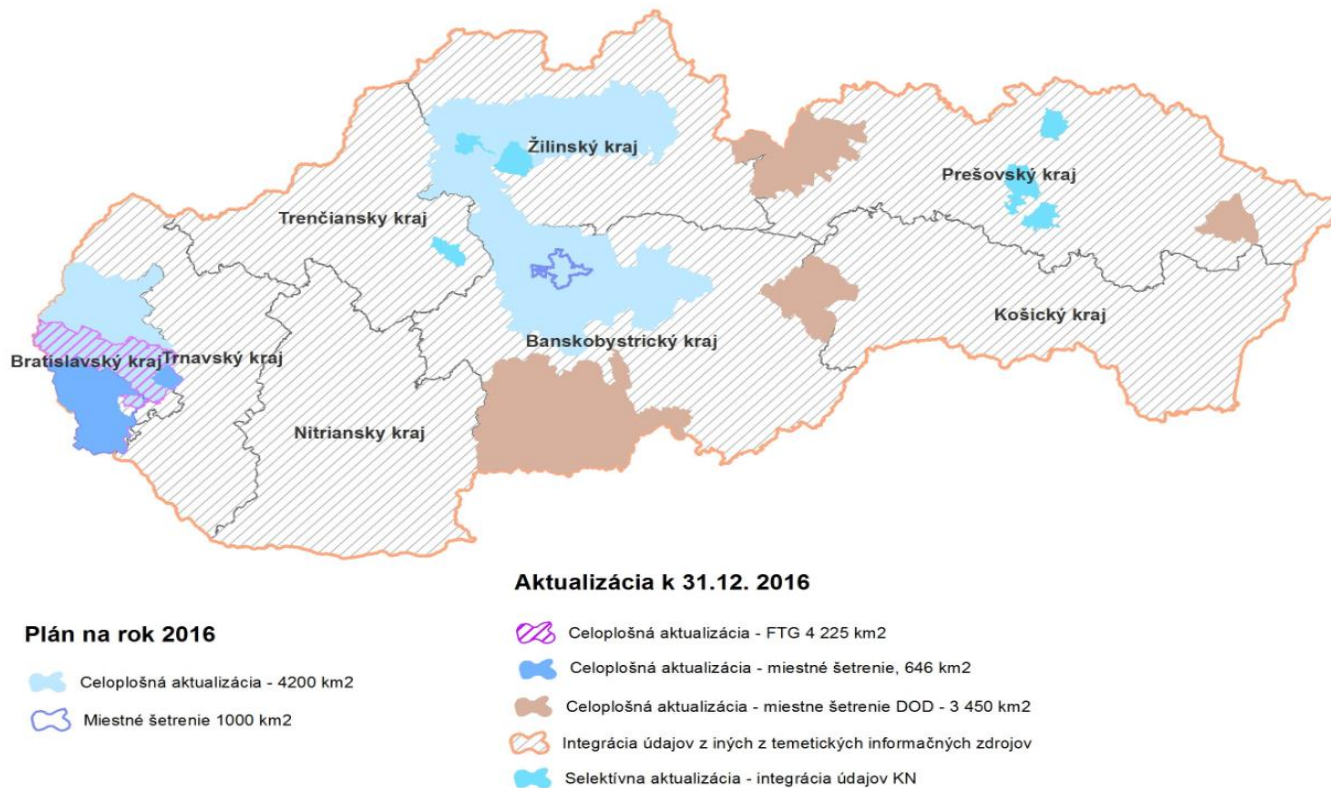 Žilinský kraj
Prešovský kraj
Trenčiansky kraj
Košický kraj
Banskobystrický kraj
Bratislavský kraj
Trnavský kraj
Nitriansky kraj
Plán na rok 2016
Celoplošná aktualizácia - 4200 km2
Miestné šetrenie 1000 km2
Aktualizácia k 31.12. 2016
Celoplošná aktualizácia - FTG 4 225 km2
Celoplošná aktualizácia - miestné šetrenie, 646 km2
Celoplošná aktualizácia - miestne šetrenie DOD - 3 450 km2
Integrácia údajov z iných z temetických informačných zdrojov
Selektívna aktualizácia - integrácia údajov KN